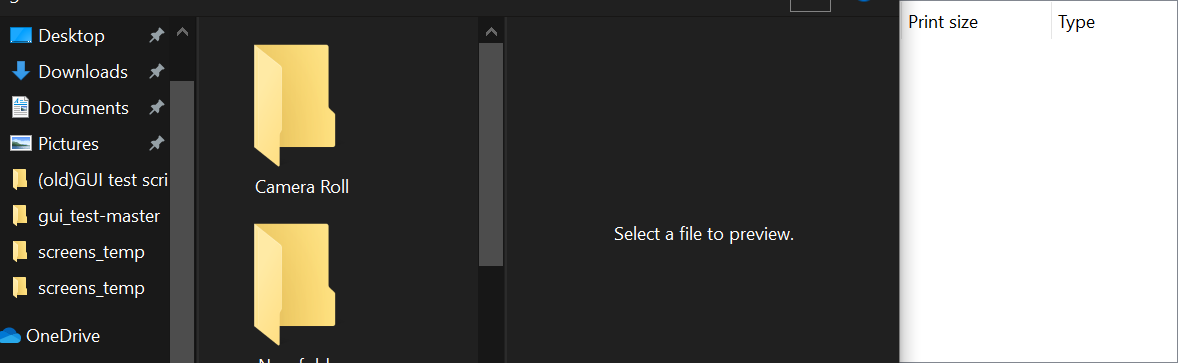 Desktop
Downloads
Documents
Pictures
(old)GUI test scri
gui_test-master
screens_temp
screens_temp
OneDrive
Camera Roll
Select a file to preview.
Print size
Type